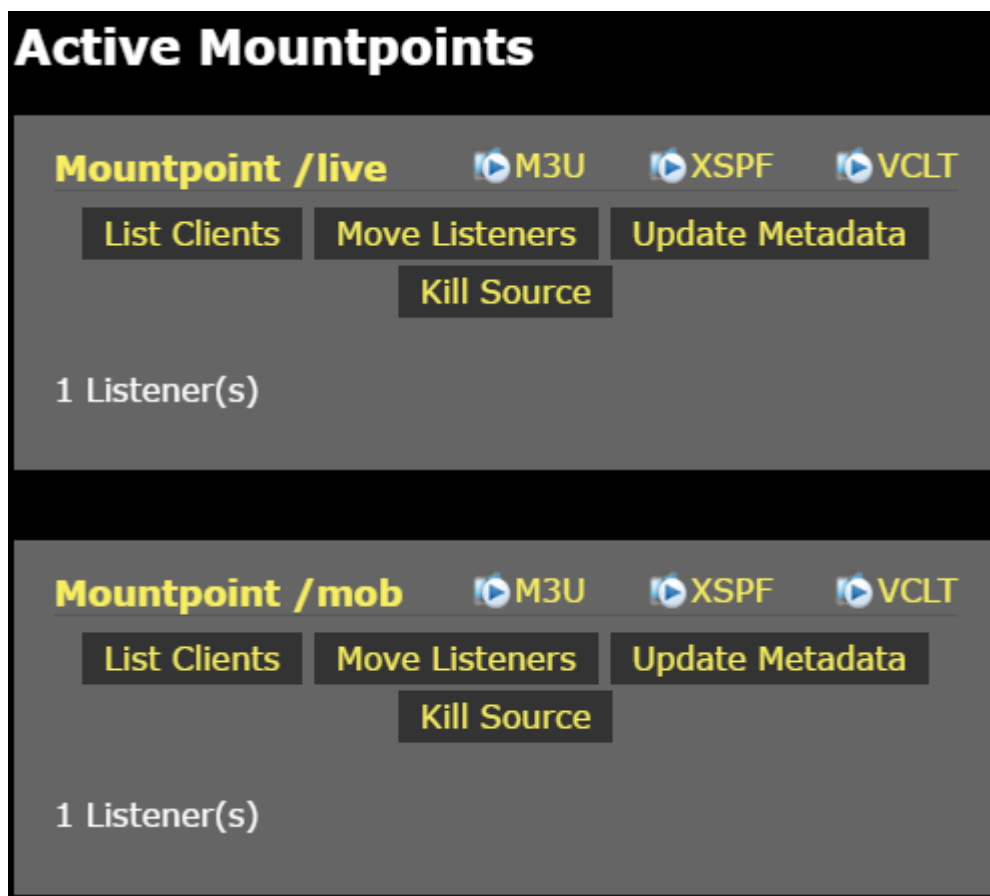 Active Mountpoints
Mountpoint /live M3U XSPF VCLT
List Clients Move Listeners Update Metadata
Kill Source
1 Listener(s)
Mountpoint /mob M3U XSPF VCLT
List Clients Move Listeners Update Metadata
Kill Source
1 Listener(s)